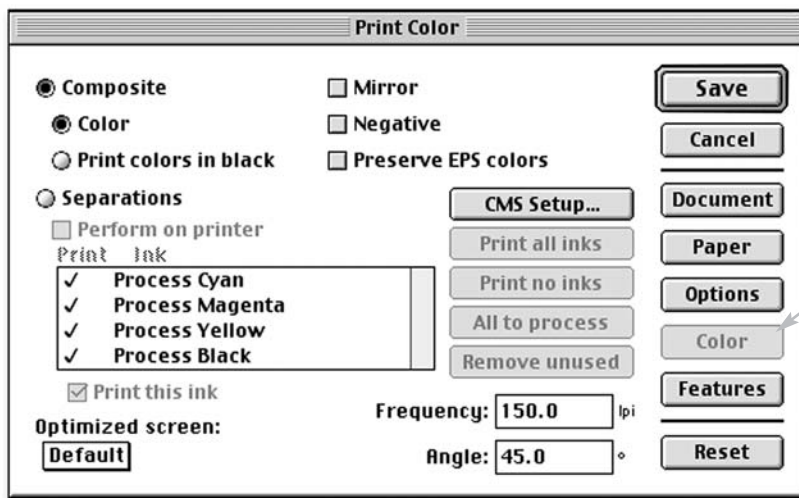 Print Color
Composite
Color
Print colors in black
Separations
Perform on printer
Print Ink
✓ Process Cyan
✓ Process Magenta
✓ Process Yellow
✓ Process Black
Print this ink
Optimized screen:
Default
Mirror
Negative
Preserve EPS colors
CMS Setup...
Print all inks
Print no inks
All to process
Remove unused
Frequency: 150.0 lpi
Angle: 45.0 °
Save
Cancel
Document
Paper
Options
Color
Features
Reset